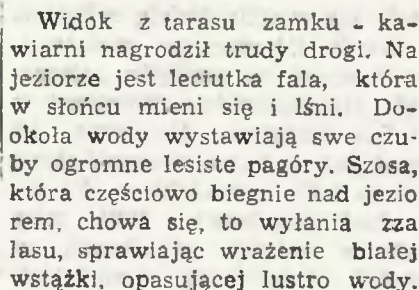 Widok z tarasu zamku - ka-
wiarni nagrodził trudy drogi. Na
jeziorze jest leciutka fala, która
w słońcu mieni się i lśni. Do-
okoła wody wystawiają swe czu-
by ogromne lesiste pagóry. Szosa,
która częściowo biegnie nad jezio
rem, chowa się, to wyłania zza
lasu, sprawiając wrażenie białej
wstążki, opasującej lustro wody.